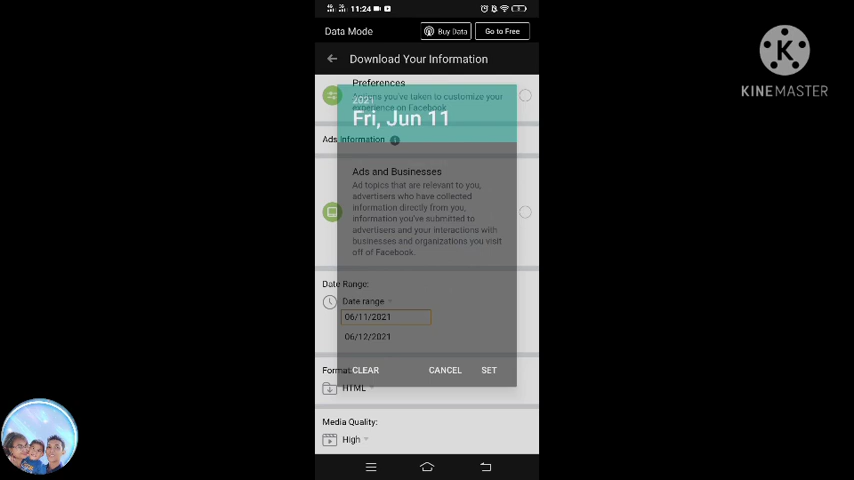 11:24
Data Mode
Buy Data
Go to Free
Download Your Information
Preferences
you've taken to customize your
experience on Facebook.
2021
Fri, Jun 11
Ads Information
Ads and Businesses
Ad topics that are relevant to you,
advertisers who have collected
information directly from you,
information you've submitted to
advertisers and your interactions with
businesses and organizations you visit
off of Facebook.
Date Range:
Date range
06/11/2021
06/12/2021
Format
CLEAR
CANCEL
SET
HTML
Media Quality:
High
K
KINEMASTER